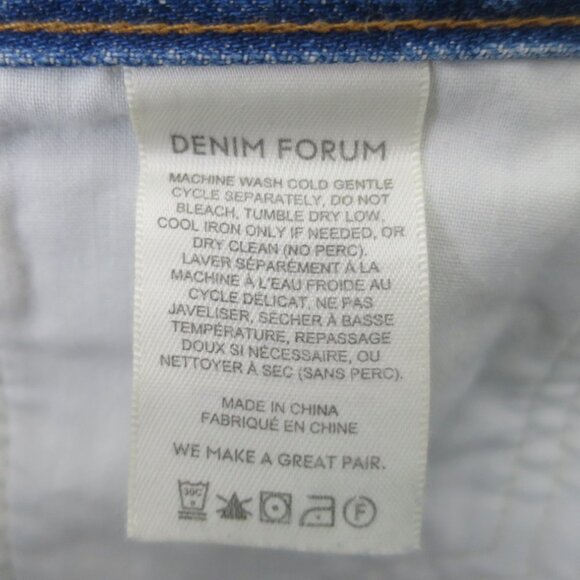 DENIM FORUM
MACHINE WASH COLD GENTLE
CYCLE SEPARATELY, DO NOT
BLEACH, TUMBLE DRY LOW,
COOL IRON ONLY IF NEEDED, OR
DRY CLEAN (NO PERC).
LAVER SÉPARÉMENT À LA
MACHINE À L'EAU FROIDE AU
CYCLE DÉLICAT, NE PAS
JAVELISER, SÉCHER À BASSE
TEMPÉRATURE, REPASSAGE
DOUX SI NÉCESSAIRE, OU
NETTOYER À SEC (SANS PERC).
MADE IN CHINA
FABRIQUÉ EN CHINE
WE MAKE A GREAT PAIR.
30C F